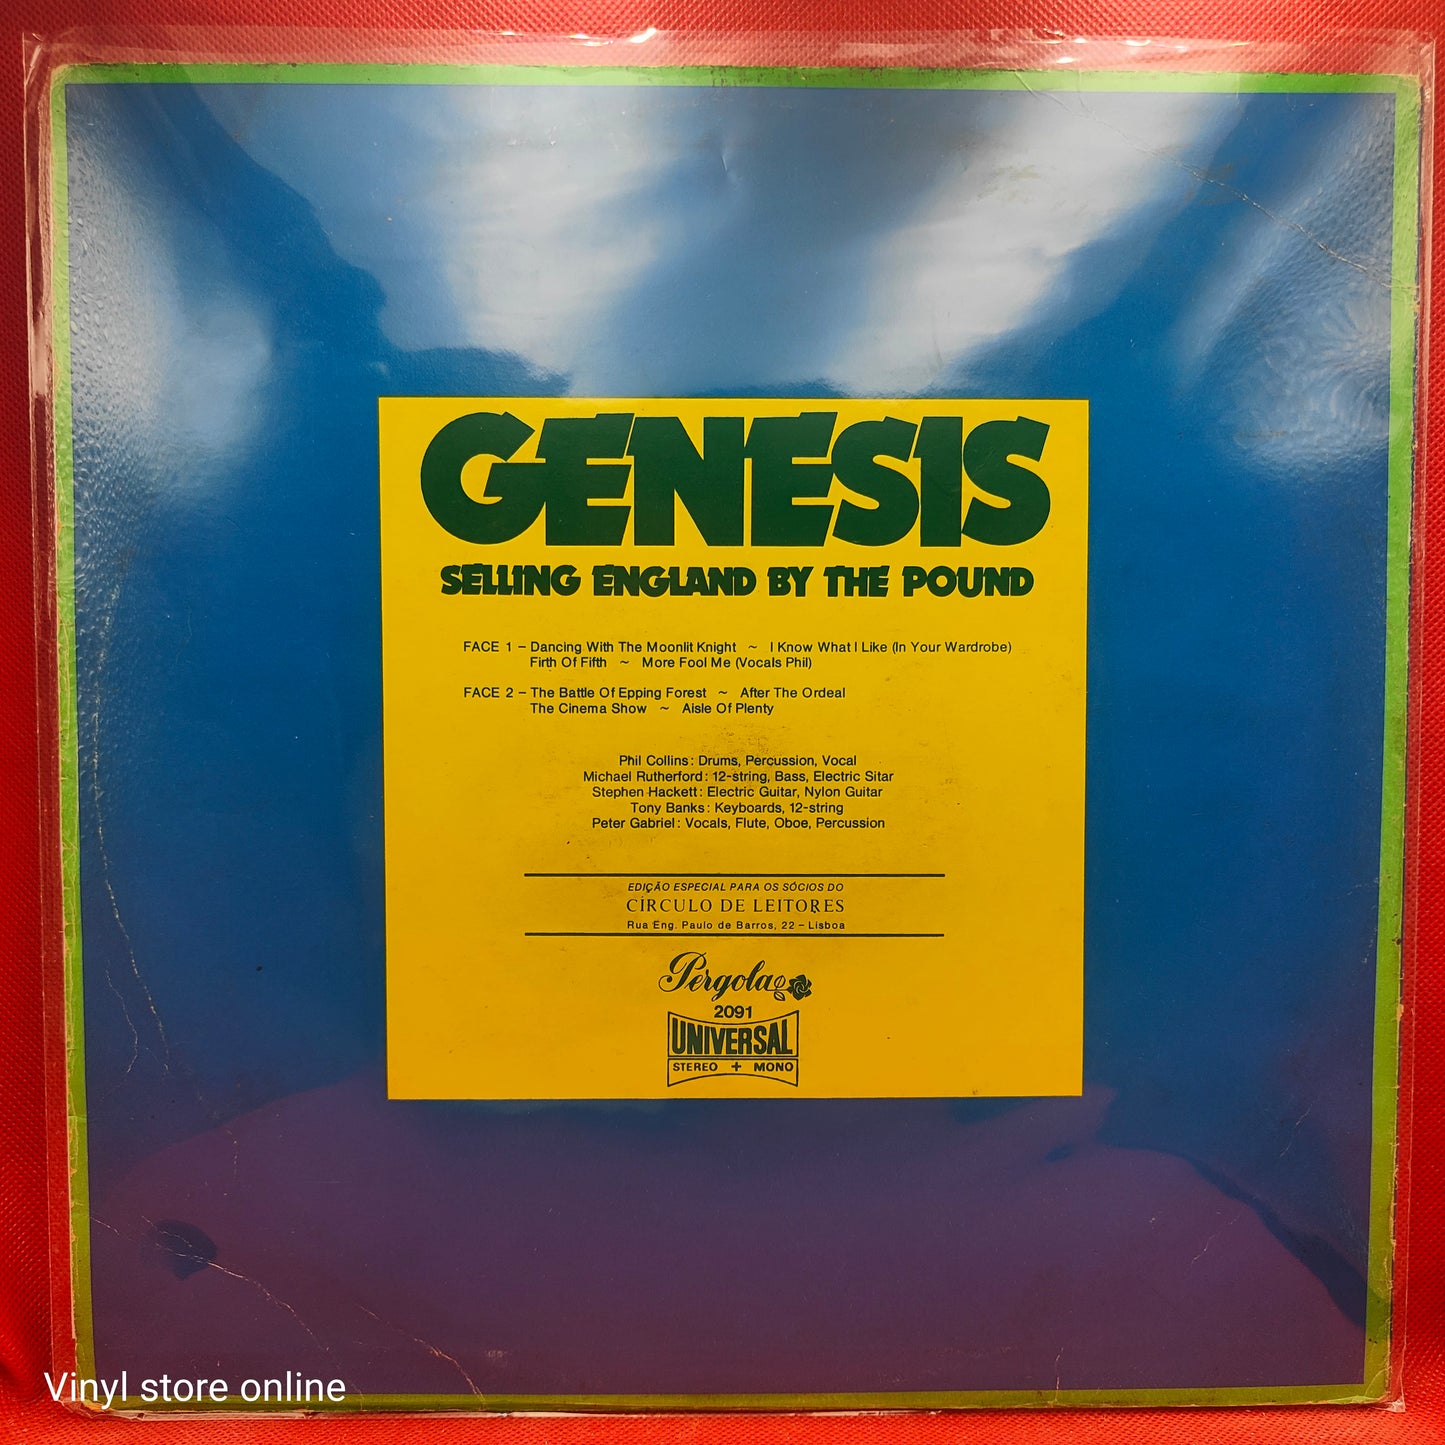 GENESIS
SELLING ENGLAND BY THE POUND
FACE 1 – Dancing With The Moonlit Knight ~ I Know What I Like (In Your Wardrobe)
Firth Of Fifth ~ More Fool Me (Vocals Phil)
FACE 2 – The Battle Of Epping Forest ~ After The Ordeal
The Cinema Show ~ Aisle Of Plenty
Phil Collins: Drums, Percussion, Vocal
Michael Rutherford: 12-string, Bass, Electric Sitar
Stephen Hackett: Electric Guitar, Nylon Guitar
Tony Banks: Keyboards, 12-string
Peter Gabriel: Vocals, Flute, Oboe, Percussion
EDIÇÃO ESPECIAL PARA OS SÓCIOS DO
CÍRCULO DE LEITORES
Rua Eng. Paulo de Barros, 22 – Lisboa
Pergola
2091
UNIVERSAL
STEREO + MONO
Vinyl store online